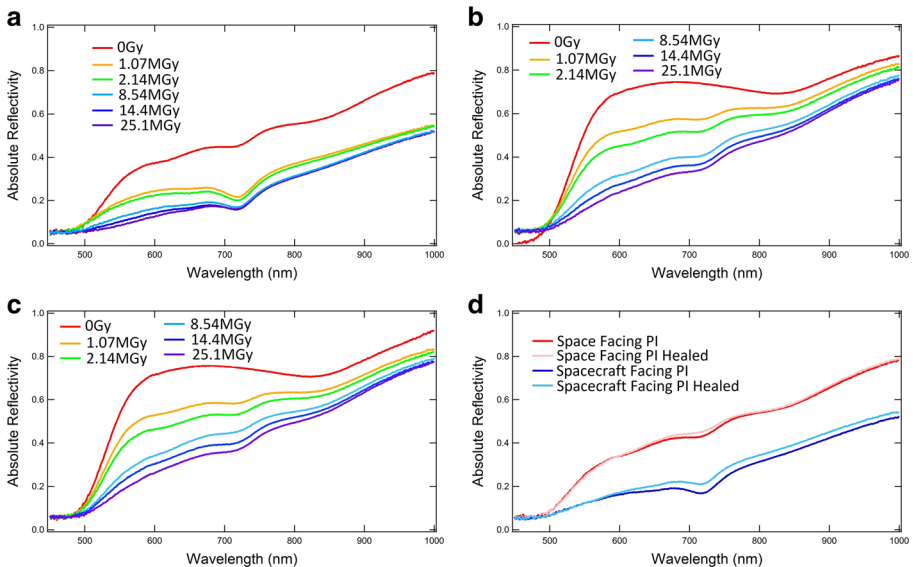 a
1.0
0.8
0.6
0.4
0.2
0.0
Absolute Reflectivity
0Gy
1.07MGy
2.14MGy
8.54MGy
14.4MGy
25.1MGy
500 600 700 800 900 1000
Wavelength (nm)
b
1.0
0.8
0.6
0.4
0.2
0.0
Absolute Reflectivity
0Gy 8.54MGy
1.07MGy 14.4MGy
2.14MGy 25.1MGy
500 600 700 800 900 1000
Wavelength (nm)
c
1.0
0.8
0.6
0.4
0.2
0.0
Absolute Reflectivity
0Gy 8.54MGy
1.07MGy 14.4MGy
2.14MGy 25.1MGy
500 600 700 800 900 1000
Wavelength (nm)
d
1.0
0.8
0.6
0.4
0.2
0.0
Absolute Reflectivity
Space Facing PI
Space Facing PI Healed
Spacecraft Facing PI
Spacecraft Facing PI Healed
500 600 700 800 900 1000
Wavelength (nm)